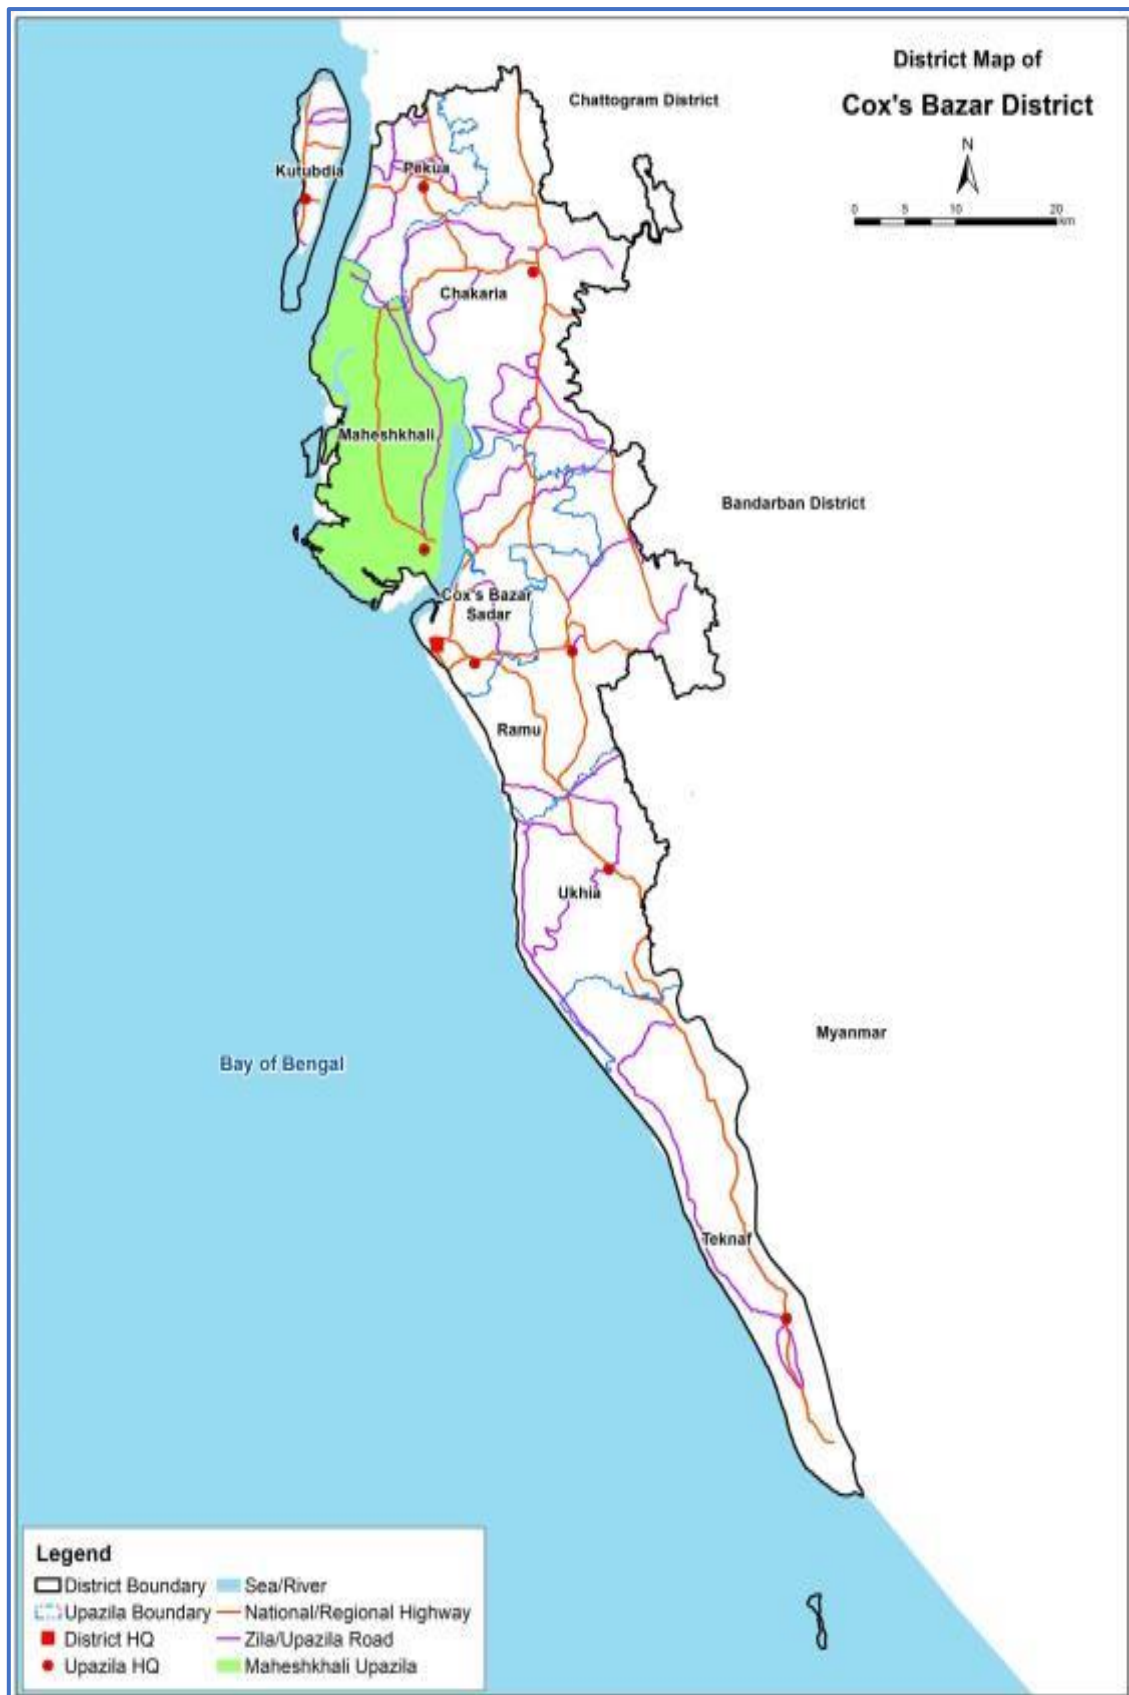 District Map of
Cox's Bazar District
N
0 5 10 20
km
Chattogram District
Kutubdia
Pekua
Chakaria
Maheshkhali
Bandarban District
Cox's Bazar
Sadar
Ramu
Ukhia
Myanmar
Bay of Bengal
Teknaf
Legend
District Boundary
Sea/River
Upazila Boundary
National/Regional Highway
District HQ
Zila/Upazila Road
Upazila HQ
Maheshkhali Upazila